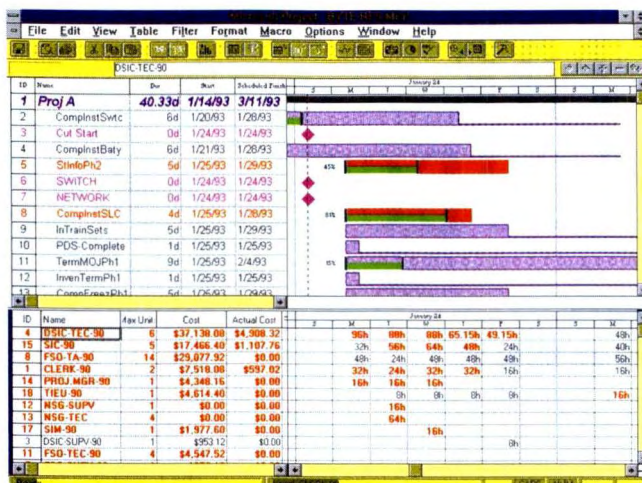 File Edit View Table Filter Format Macro Options Window Help
DSIC-TEC-90
ID Name Dur Start Scheduled Finish January 24
S M T W T F S S M
1 Proj A 40.33d 1/14/93 3/11/93
2 CompInstSwtc 6d 1/20/93 1/28/93
3 Cut Start 0d 1/24/93 1/24/93
4 CompInstBaty 6d 1/21/93 1/28/93
5 StInfoPh2 5d 1/25/93 1/29/93 45%
6 SWITCH 0d 1/24/93 1/24/93
7 NETWORK 0d 1/24/93 1/24/93
8 CompInstSLC 4d 1/25/93 1/28/93
9 InTrainSets 5d 1/25/93 1/29/93
10 PDS-Complete 1d 1/25/93 1/25/93
11 TermMOJPh1 9d 1/25/93 2/4/93 15%
12 InvenTermPh1 1d 1/25/93 1/25/93
13 CompFreezPh1 5d 1/25/93 1/29/93
ID Name Max Unit Cost Actual Cost January 24
S M T W T F S S M
4 DSIC-TEC-90 6 $37,138.08 $4,908.32 96h 88h 88h 65.15h 49.15h 48h
15 SIC-90 5 $17,466.40 $1,107.76 32h 56h 64h 48h 24h 40h
8 FSO-TA-90 14 $29,077.92 $0.00 48h 24h 48h 48h 48h 56h
1 CLERK-90 2 $7,518.08 $597.02 32h 24h 32h 32h 16h 16h
14 PROJ.MGR-90 1 $4,348.16 $0.00 16h 16h 16h
18 TIEU-90 1 $4,614.40 $0.00 8h 8h 8h 8h 16h
12 NSG-SUPV 1 $0.00 $0.00 16h
13 NSG-TEC 4 $0.00 $0.00 64h
17 SIM-90 1 $1,977.60 $0.00 16h
3 DSIC-SUPV-90 1 $953.12 $0.00 8h
11 FSO-TEC-90 4 $4,547.52 $0.00